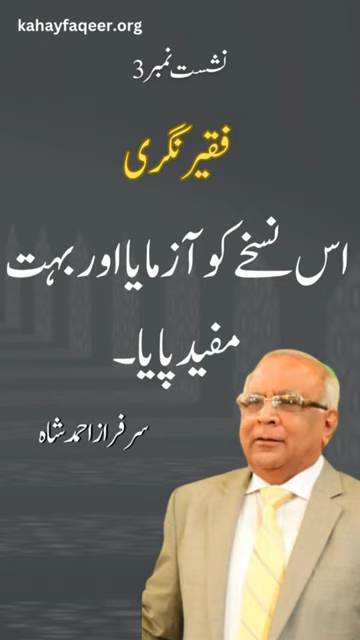 kahayfaqeer.org
نشست نمبر 3
فقیر نگری
اس نسخے کو آزمایا اور بہت
مفید پایا۔
سرفراز احمد شاہ